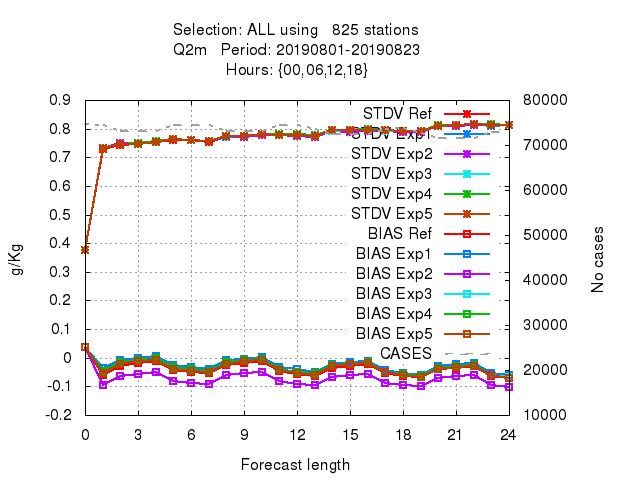 Selection: ALL using 825 stations
Q2m Period: 20190801-20190823
Hours: {00,06,12,18}
0.9 80000
STDV Ref
0.8 STDV Exp1 70000
STDV Exp2
0.7 STDV Exp3
STDV Exp4 60000
0.6
STDV Exp5
0.5 BIAS Ref 50000
0.4 BIAS Exp1
BIAS Exp2 40000
0.3
BIAS Exp3
0.2 BIAS Exp4
0.1 BIAS Exp5 30000
0 CASES
20000
-0.1
-0.2 10000
0 3 6 9 12 15 18 21 24
Forecast length
g/Kg
No cases